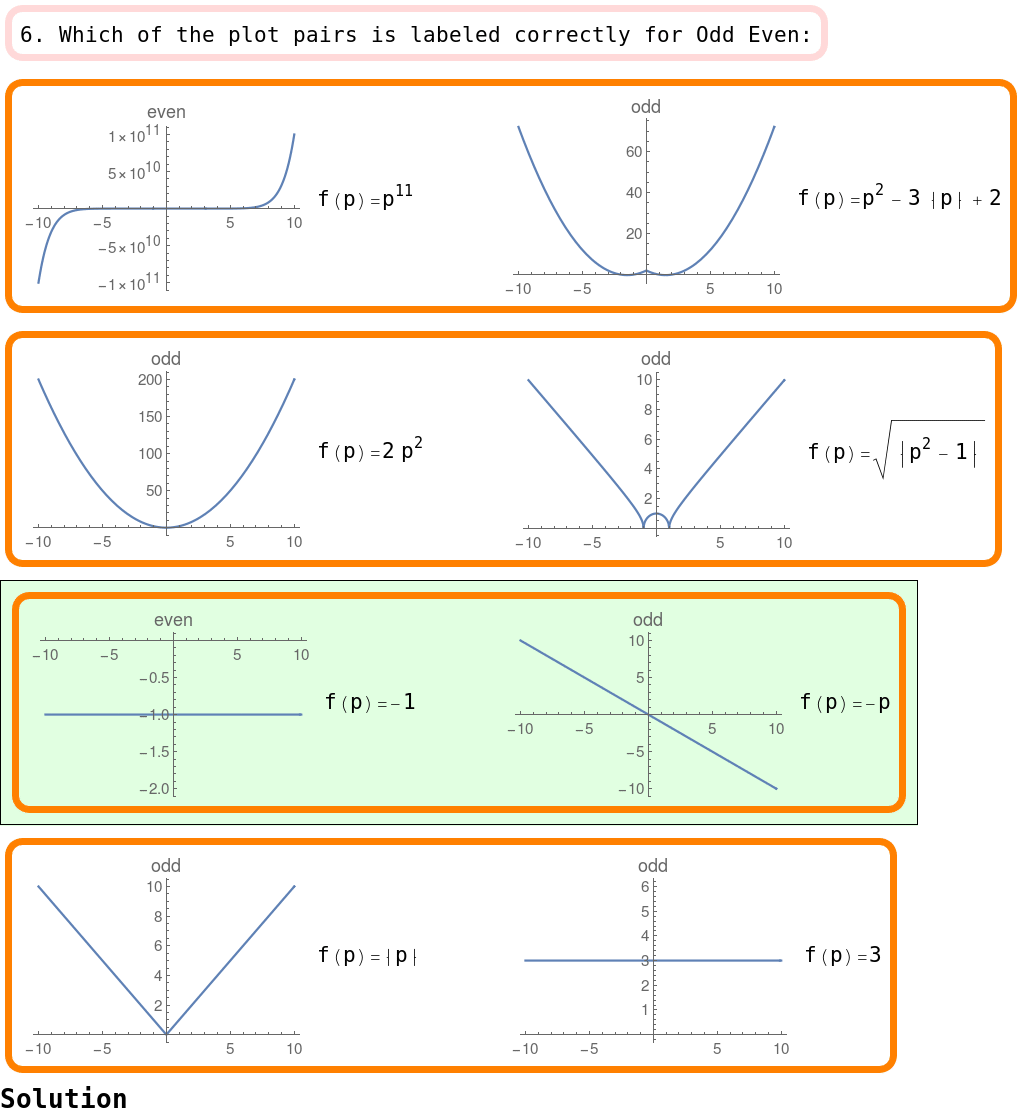 6. Which of the plot pairs is labeled correctly for Odd Even:
even
odd
1×10^11
5×10^10
-5×10^10
-1×10^11
-10 -5 5 10
f(p)=p^11
60
40
20
-10 -5 5 10
f(p)=p^2 - 3 |p| + 2
odd
odd
200
150
100
50
-10 -5 5 10
f(p)=2 p^2
10
8
6
4
2
-10 -5 5 10
f(p)=√|p^2 - 1|
even
odd
-10 -5 5 10
-0.5
-1.0
-1.5
-2.0
f(p)=-1
10
5
-10 -5 5 10
-5
-10
f(p)=-p
odd
odd
10
8
6
4
2
-10 -5 5 10
f(p)=|p|
6
5
4
3
2
1
-10 -5 5 10
f(p)=3
Solution